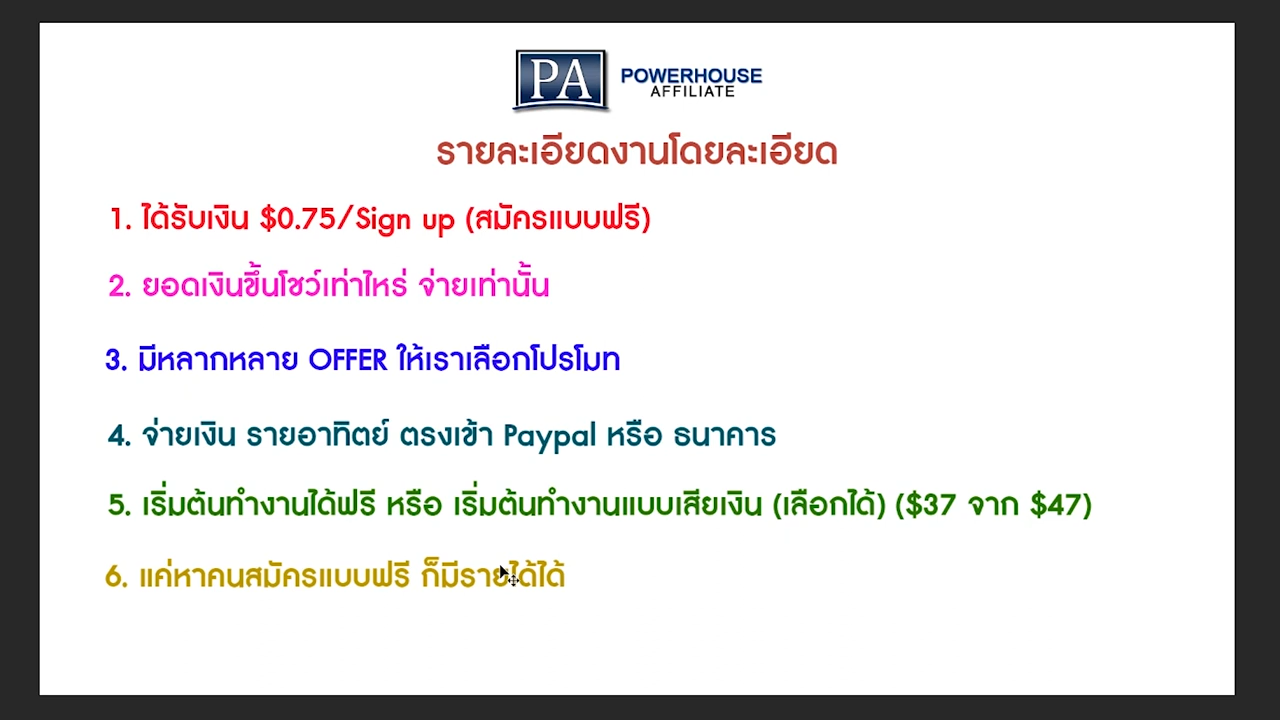 PA POWERHOUSE
AFFILIATE
รายละเอียดงานโดยละเอียด
1. ได้รับเงิน $0.75/Sign up (สมัครแบบฟรี)
2. ยอดเงินขึ้นโชว์เท่าไหร่ จ่ายเท่านั้น
3. มีหลากหลาย OFFER ให้เราเลือกโปรโมท
4. จ่ายเงิน รายอาทิตย์ ตรงเข้า Paypal หรือ ธนาคาร
5. เริ่มต้นทำงานได้ฟรี หรือ เริ่มต้นทำงานแบบเสียเงิน (เลือกได้) ($37 จาก $47)
6. แค่หาคนสมัครแบบฟรี ก็มีรายได้ได้